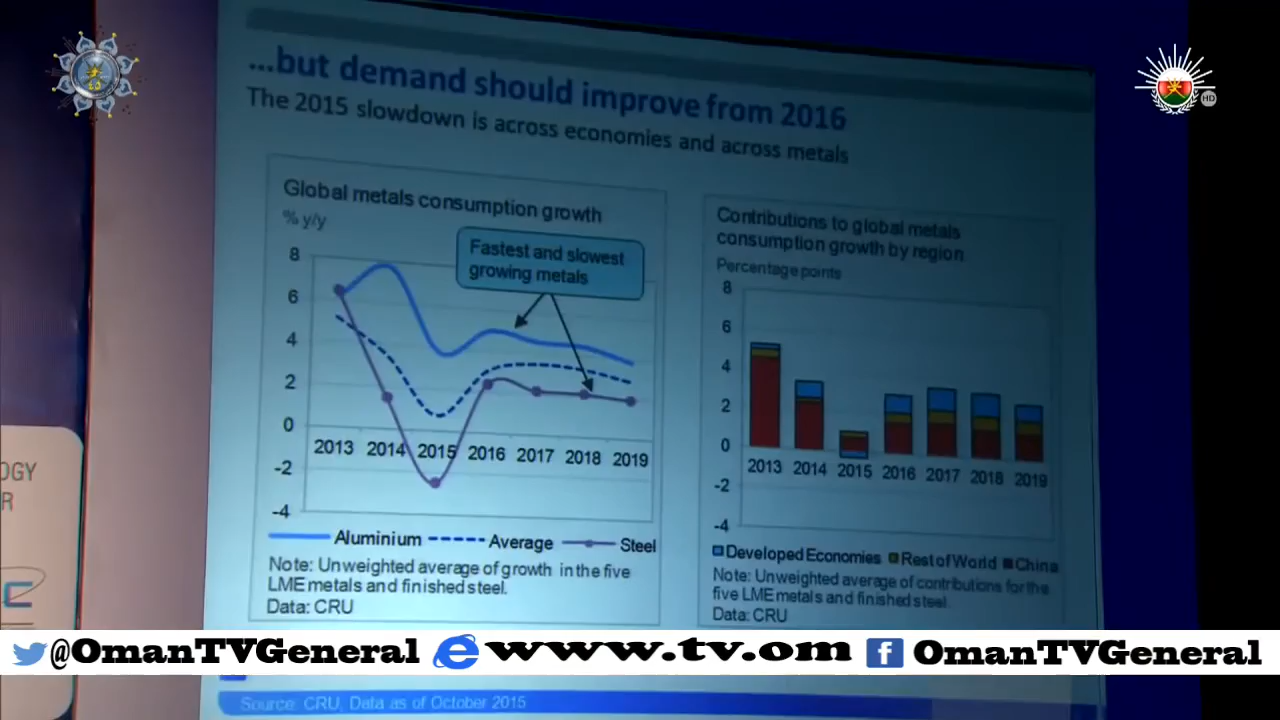 ...but demand should improve from 2016
The 2015 slowdown is across economies and across metals
Global metals consumption growth
% y/y
Fastest and slowest
growing metals
8
6
4
2
0
-2
-4
2013 2014 2015 2016 2017 2018 2019
Aluminium Average Steel
Note: Unweighted average of growth in the five
LME metals and finished steel.
Data: CRU
Contributions to global metals
consumption growth by region
Percentage points
8
6
4
2
0
-2
-4
2013 2014 2015 2016 2017 2018 2019
Developed Economies Rest of World China
Note: Unweighted average of contributions for the
five LME metals and finished steel.
Data: CRU
HD
OGY
R
C
@OmanTVGeneral www.tv.om OmanTVGeneral
Source: CRU, Data as of October 2015